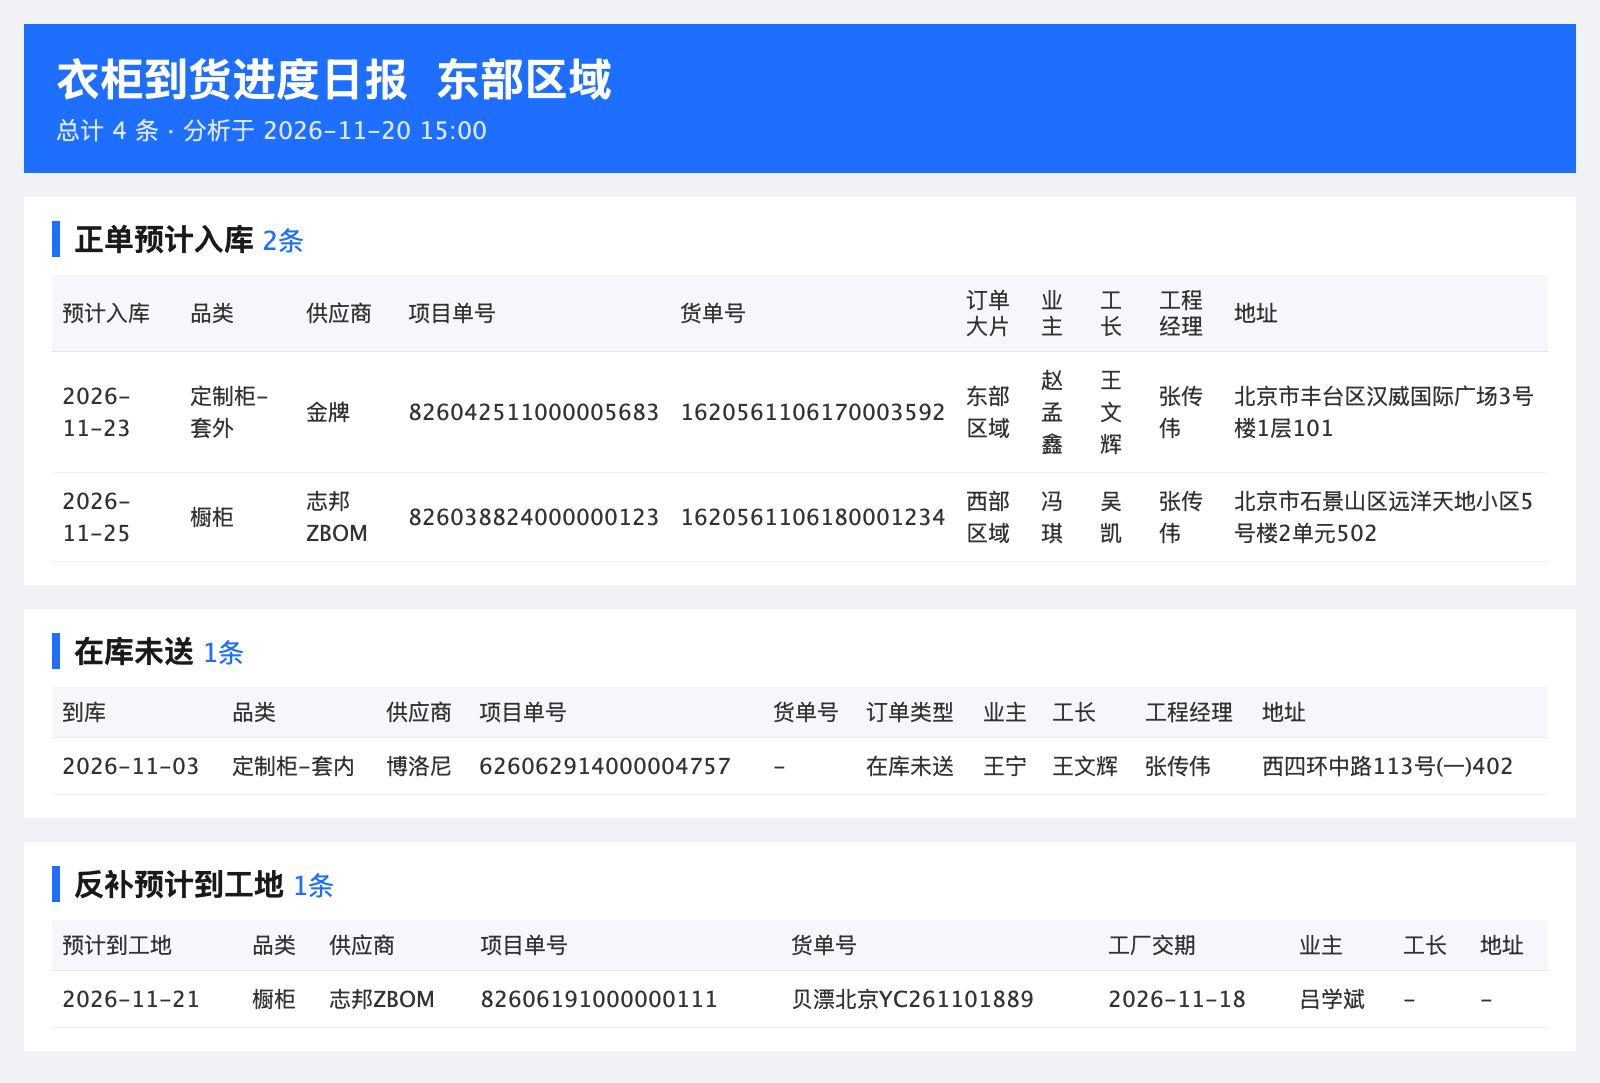 衣柜到货进度日报 东部区域
总计 4 条 · 分析于 2026-11-20 15:00
正单预计入库 2条
预计入库 品类 供应商 项目单号 货单号 订单大片 业主 工长 工程经理 地址
2026-11-23 定制柜-套外 金牌 826042511000005683 1620561106170003592 东部区域 赵孟鑫 王文辉 张传伟 北京市丰台区汉威国际广场3号楼1层101
2026-11-25 橱柜 志邦ZBOM 826038824000000123 1620561106180001234 西部区域 冯琪 吴凯 张传伟 北京市石景山区远洋天地小区5号楼2单元502
在库未送 1条
到库 品类 供应商 项目单号 货单号 订单类型 业主 工长 工程经理 地址
2026-11-03 定制柜-套内 博洛尼 626062914000004757 - 在库未送 王宁 王文辉 张传伟 西四环中路113号(一)402
反补预计到工地 1条
预计到工地 品类 供应商 项目单号 货单号 工厂交期 业主 工长 地址
2026-11-21 橱柜 志邦ZBOM 82606191000000111 贝漂北京YC261101889 2026-11-18 吕学斌 - -